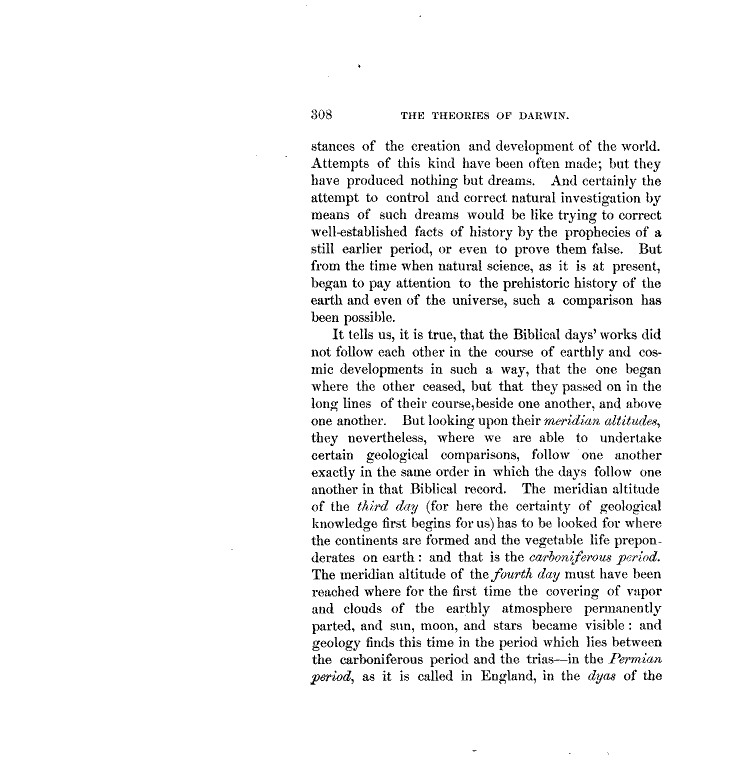 308 THE THEORIES OF DARWIN.
stances of the creation and development of the world.
Attempts of this kind have been often made; but they
have produced nothing but dreams. And certainly the
attempt to control and correct natural investigation by
means of such dreams would be like trying to correct
well-established facts of history by the prophecies of a
still earlier period, or even to prove them false. But
from the time when natural science, as it is at present,
began to pay attention to the prehistoric history of the
earth and even of the universe, such a comparison has
been possible.
It tells us, it is true, that the Biblical days' works did
not follow each other in the course of earthly and cos-
mic developments in such a way, that the one began
where the other ceased, but that they passed on in the
long lines of their course, beside one another, and above
one another. But looking upon their meridian altitudes,
they nevertheless, where we are able to undertake
certain geological comparisons, follow one another
exactly in the same order in which the days follow one
another in that Biblical record. The meridian altitude
of the third day (for here the certainty of geological
knowledge first begins for us) has to be looked for where
the continents are formed and the vegetable life prepon-
derates on earth: and that is the carboniferous period.
The meridian altitude of the fourth day must have been
reached where for the first time the covering of vapor
and clouds of the earthly atmosphere permanently
parted, and sun, moon, and stars became visible: and
geology finds this time in the period which lies between
the carboniferous period and the trias—in the Permian
period, as it is called in England, in the dyas of the